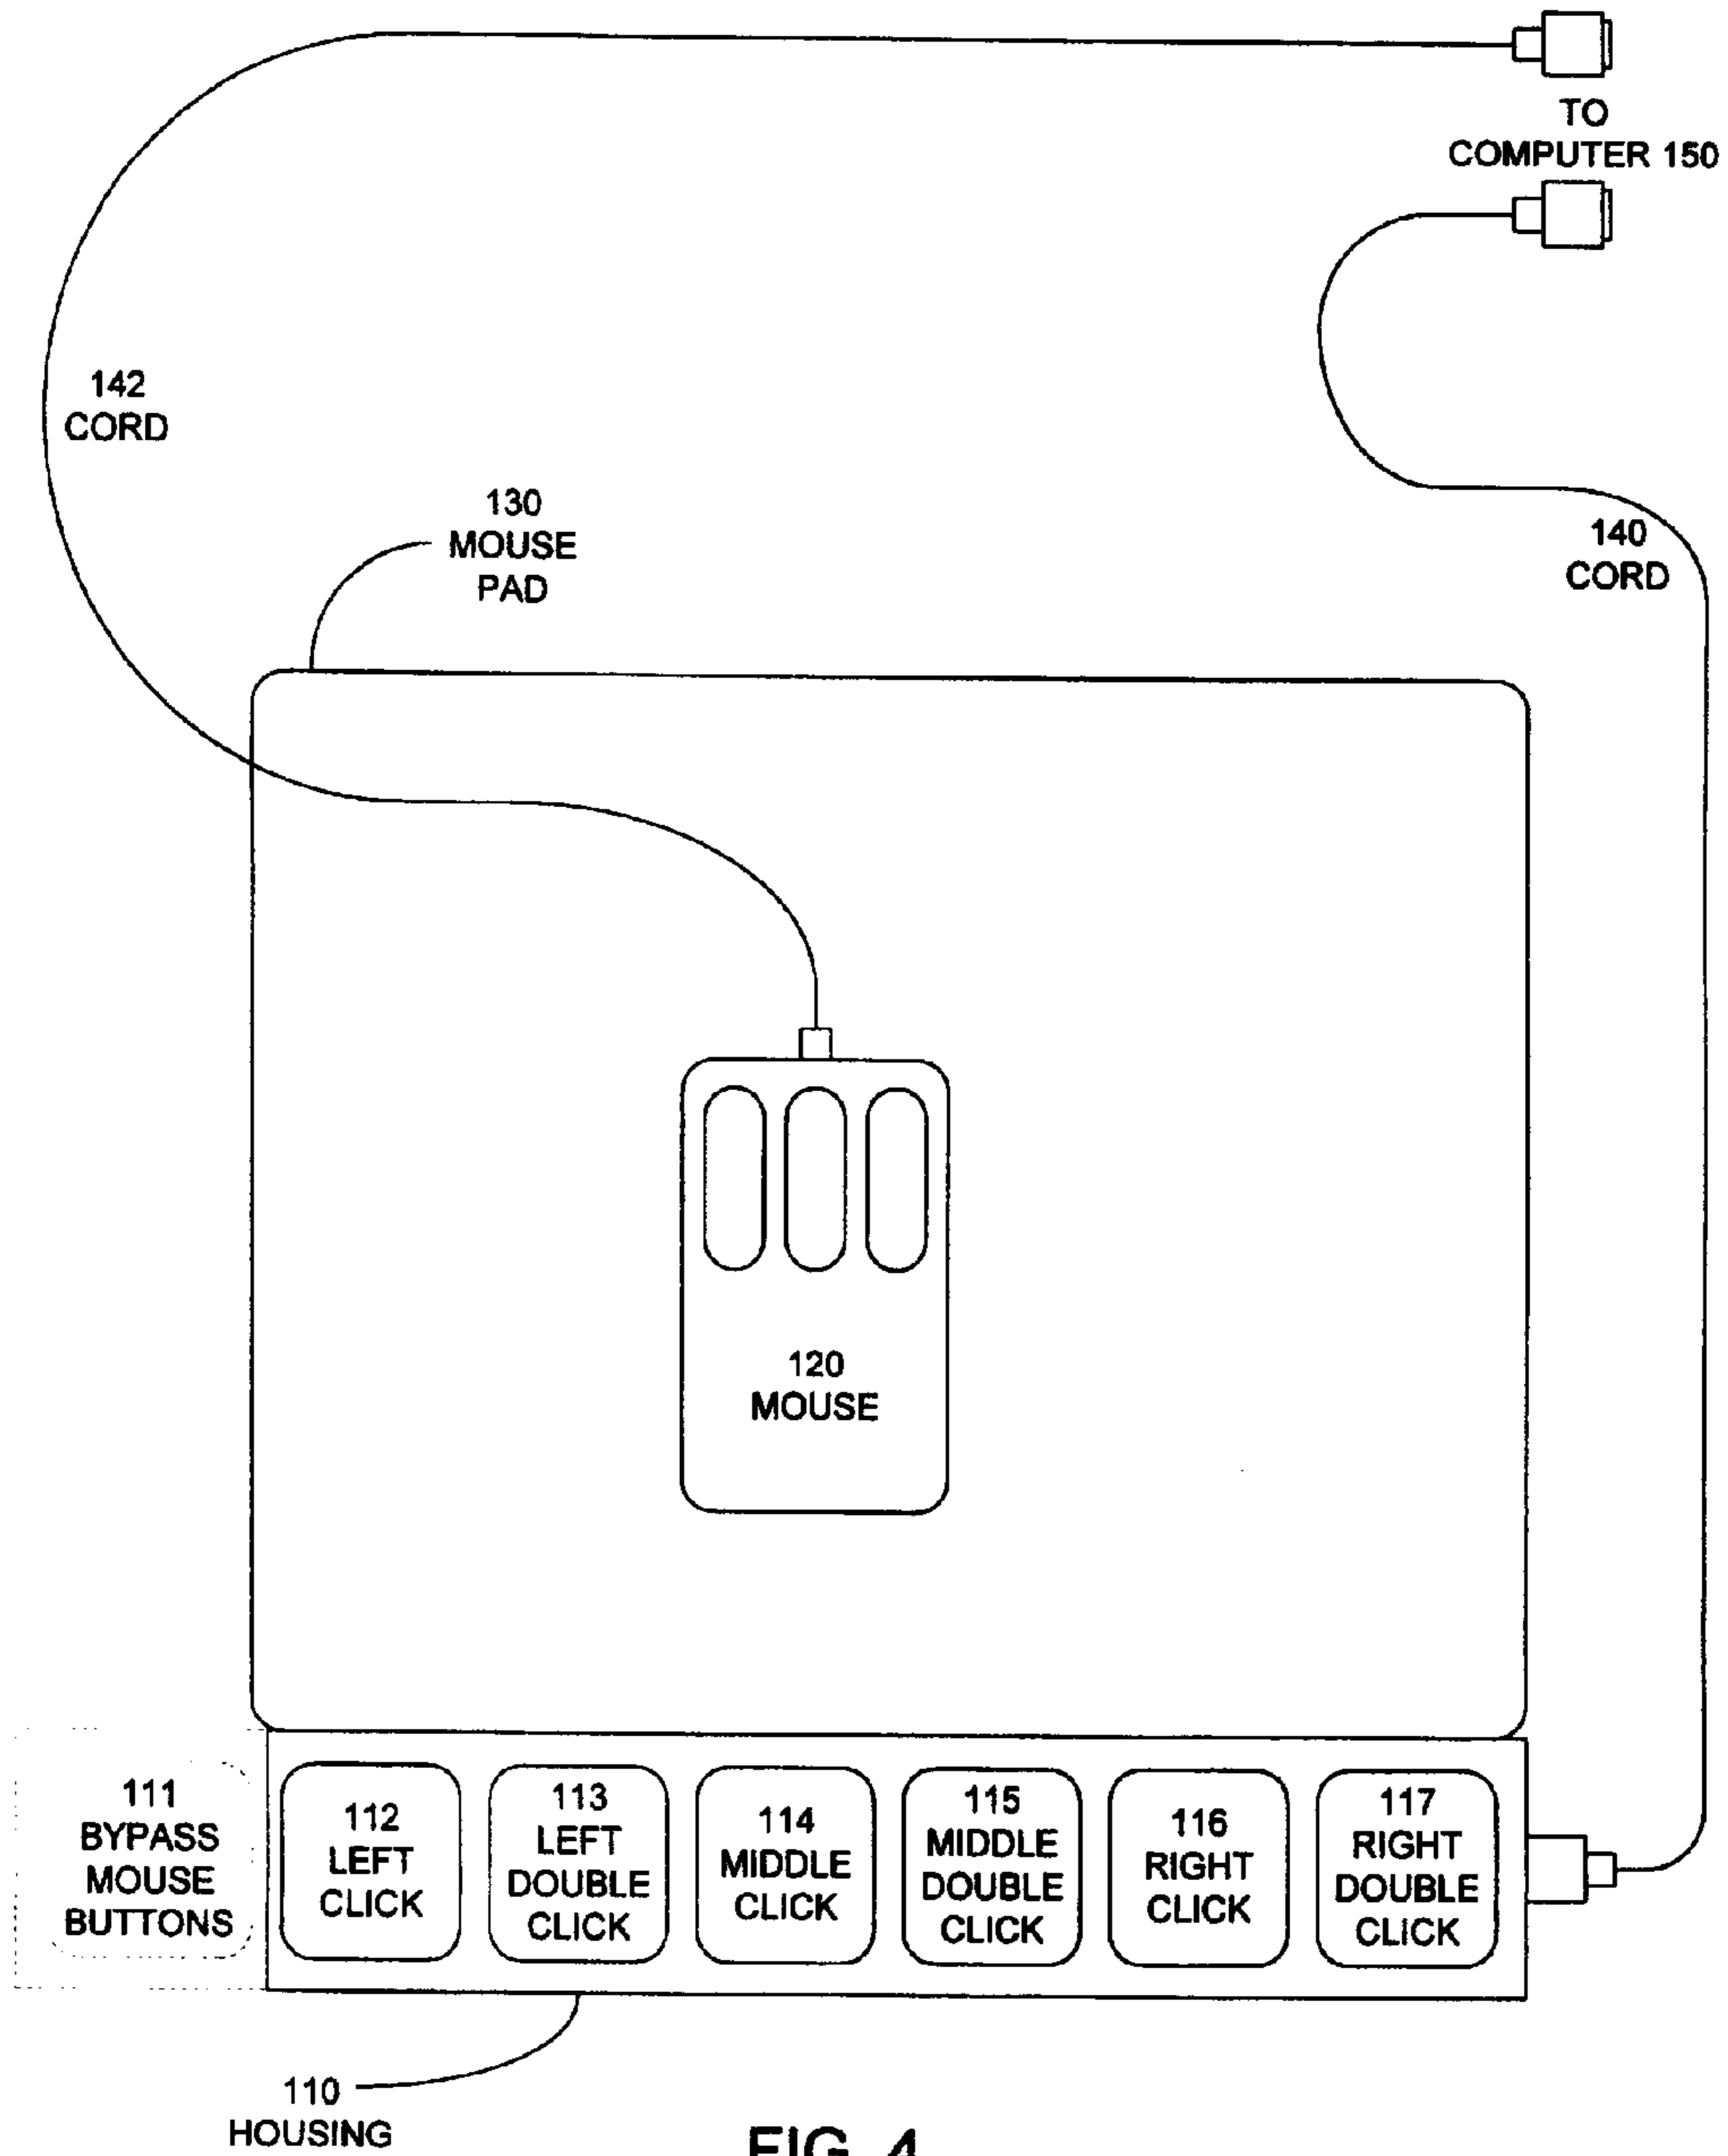 TO
COMPUTER 150
142
CORD
130
MOUSE
PAD
140
CORD
120
MOUSE
111
BYPASS
MOUSE
BUTTONS
112
LEFT
CLICK
113
LEFT
DOUBLE
CLICK
114
MIDDLE
CLICK
115
MIDDLE
DOUBLE
CLICK
116
RIGHT
CLICK
117
RIGHT
DOUBLE
CLICK
110
HOUSING
FIG. 4